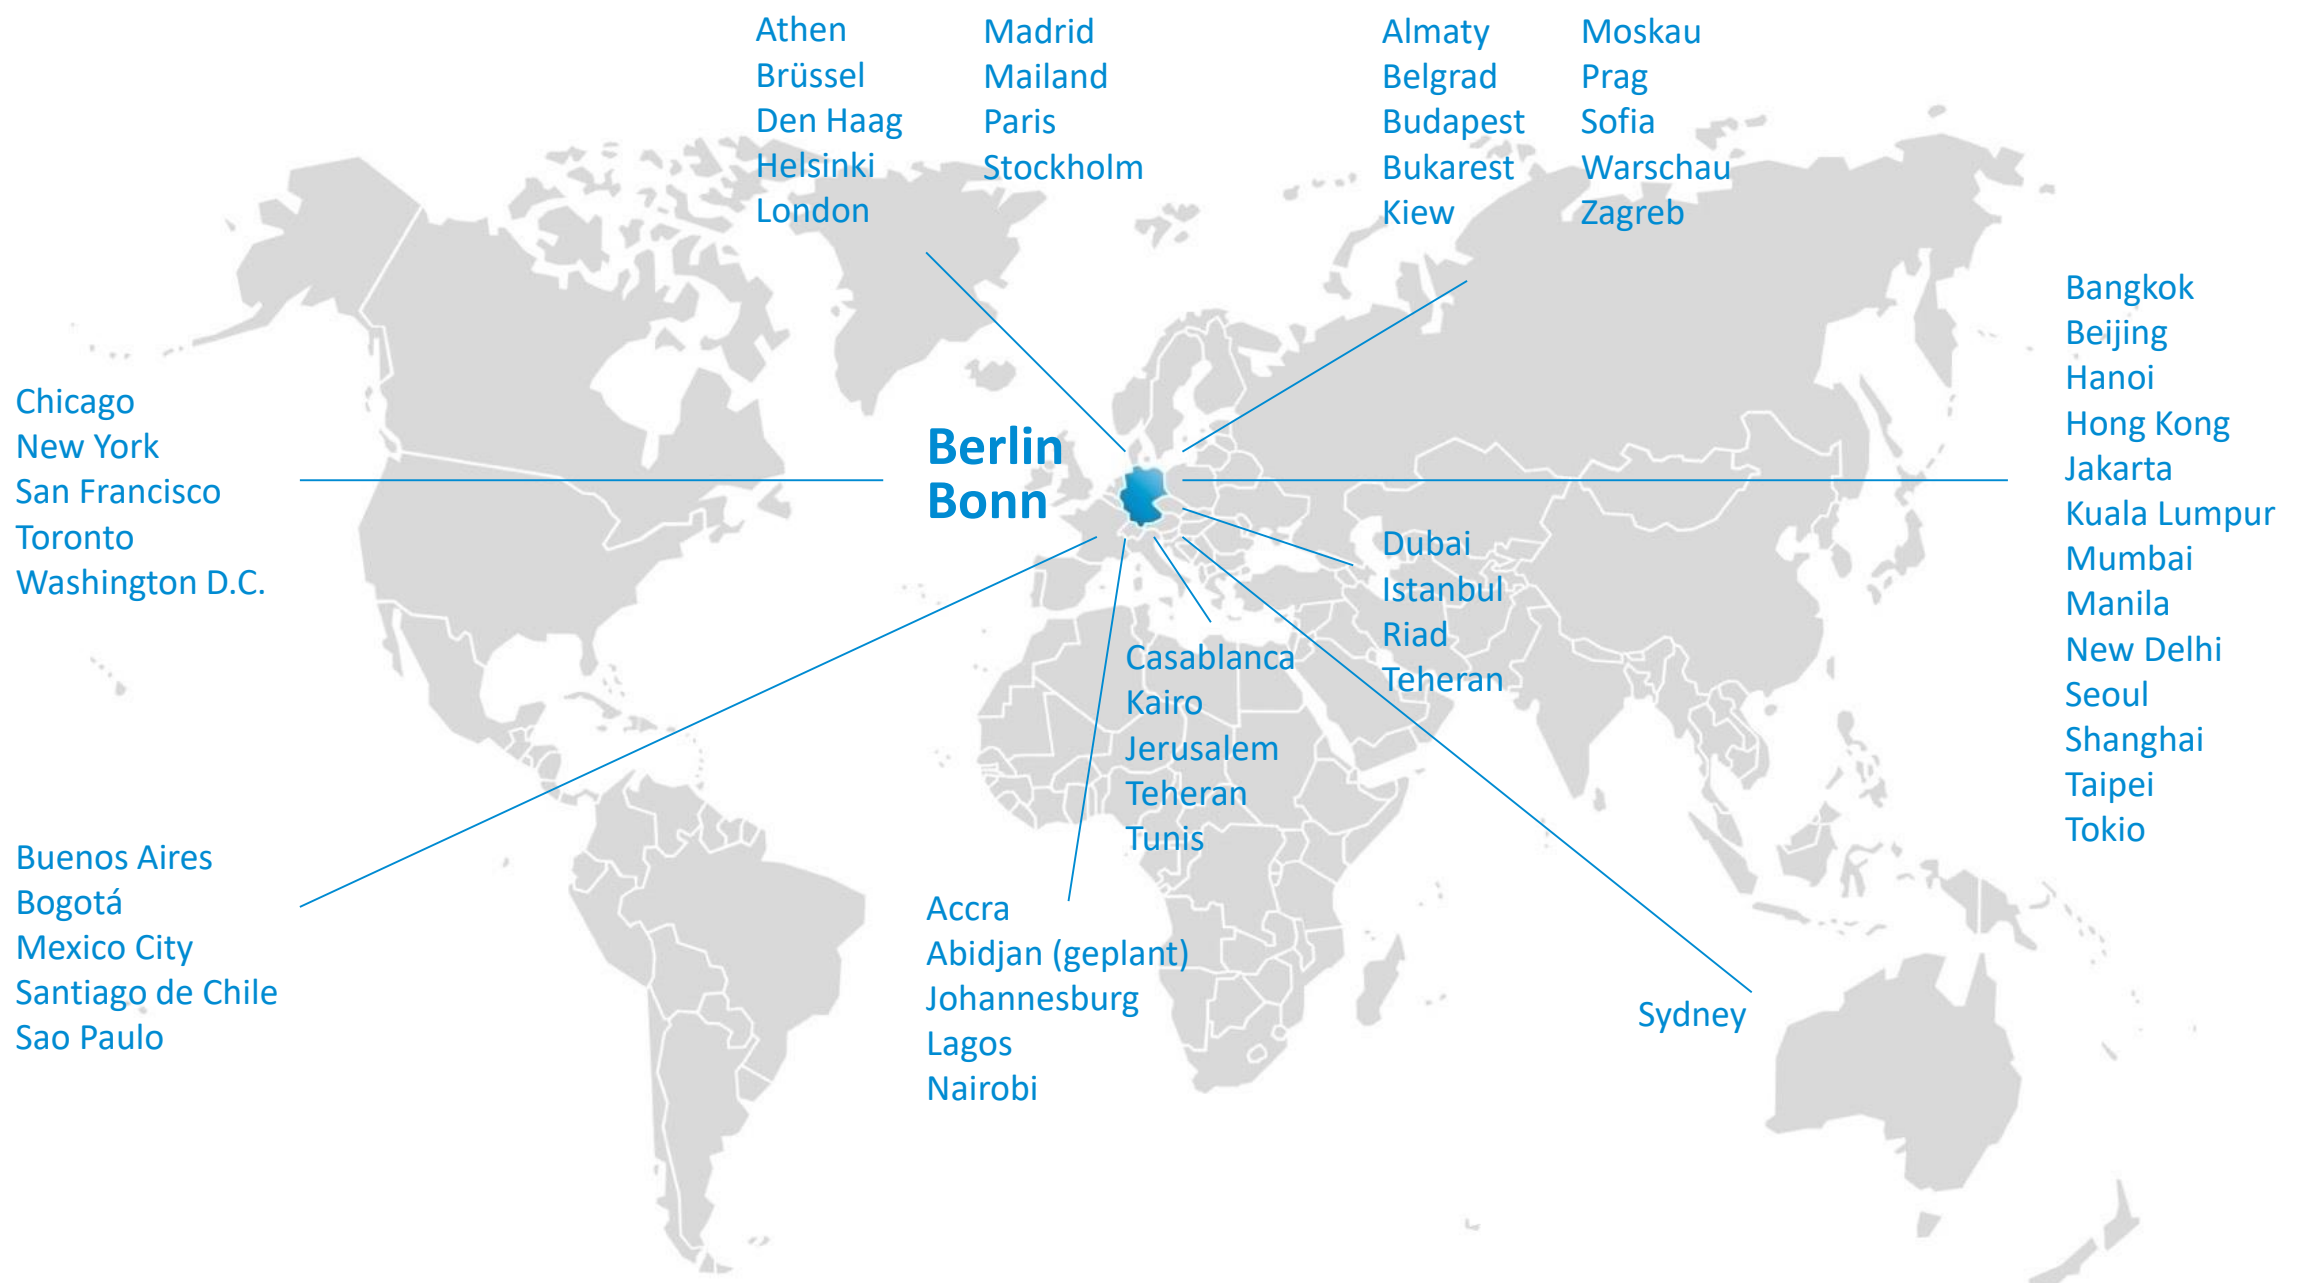 Athen
Brüssel
Den Haag
Helsinki
London
Madrid
Mailand
Paris
Stockholm
Almaty
Belgrad
Budapest
Bukarest
Kiew
Moskau
Prag
Sofia
Warschau
Zagreb
Bangkok
Beijing
Hanoi
Hong Kong
Jakarta
Kuala Lumpur
Mumbai
Manila
New Delhi
Seoul
Shanghai
Taipei
Tokio
Chicago
New York
San Francisco
Toronto
Washington D.C.
Berlin
Bonn
Dubai
Istanbul
Riad
Teheran
Casablanca
Kairo
Jerusalem
Teheran
Tunis
Buenos Aires
Bogotá
Mexico City
Santiago de Chile
Sao Paulo
Accra
Abidjan (geplant)
Johannesburg
Lagos
Nairobi
Sydney